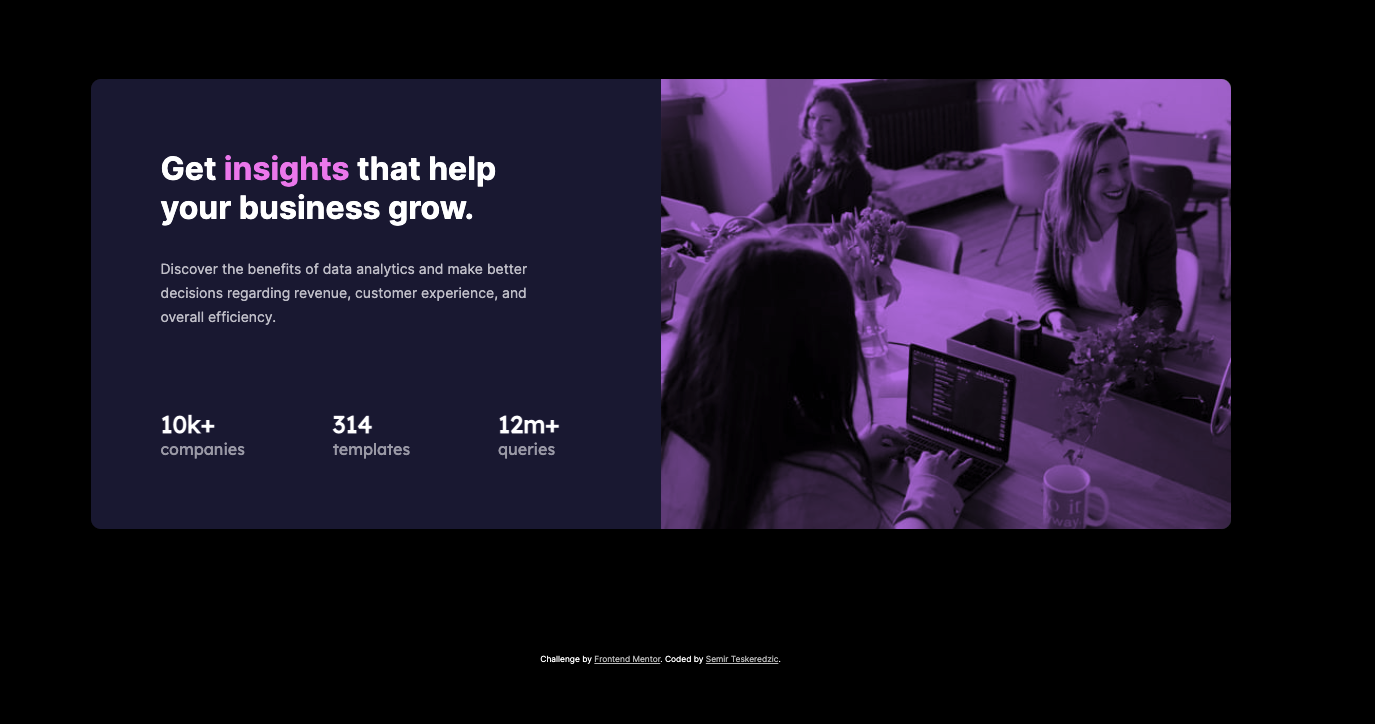 Get insights that help
your business grow.
Discover the benefits of data analytics and make better
decisions regarding revenue, customer experience, and
overall efficiency.
10k+
companies
314
templates
12m+
queries
Challenge by Frontend Mentor. Coded by Semir Teskeredzic.